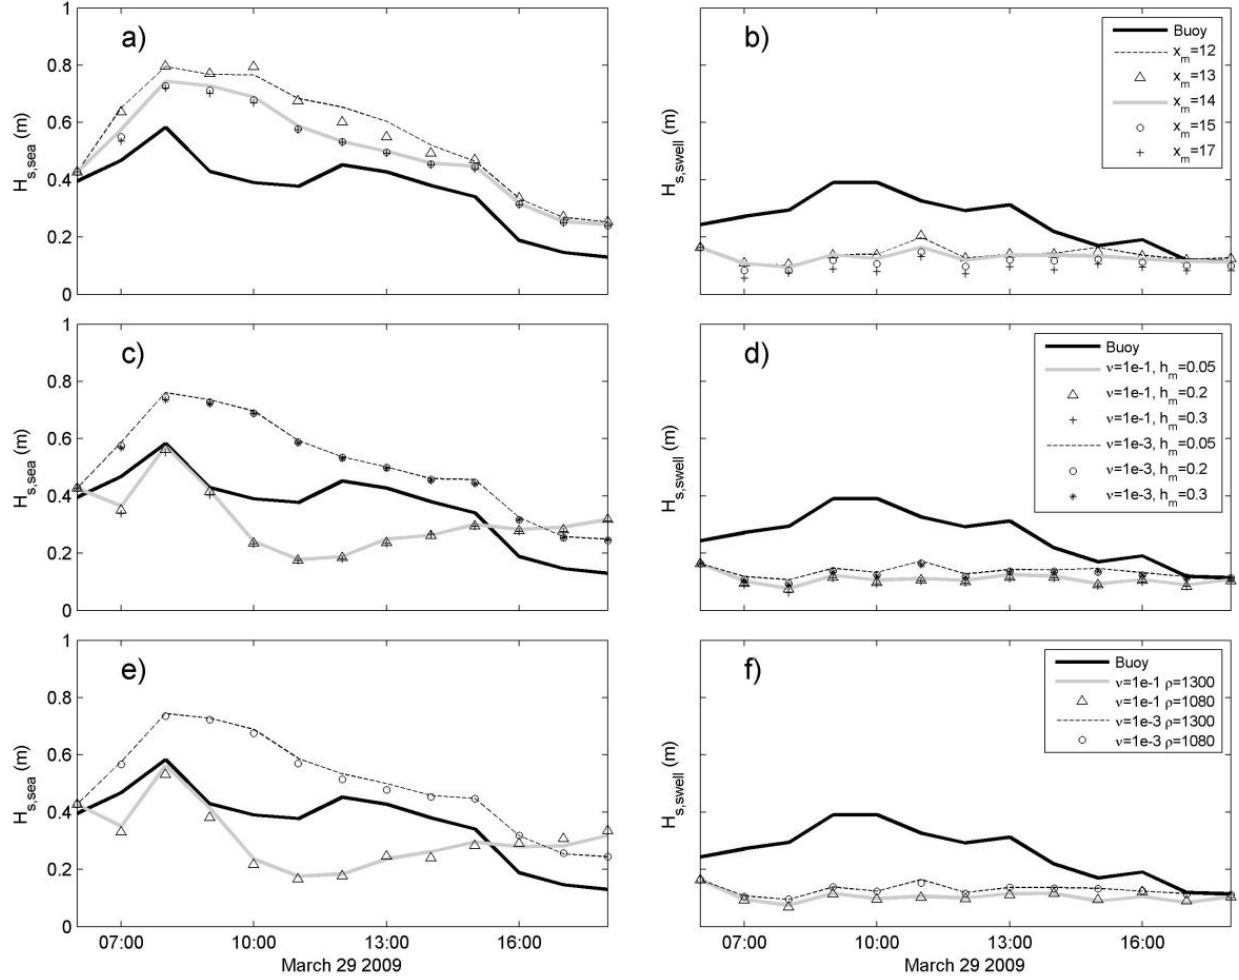 a)
H_s,sea (m)
1
0.8
0.6
0.4
0.2
0
b)
H_s,swell (m)
Buoy
x_m=12
x_m=13
x_m=14
x_m=15
x_m=17
c)
H_s,sea (m)
1
0.8
0.6
0.4
0.2
0
d)
H_s,swell (m)
Buoy
ν=1e-1, h_m=0.05
ν=1e-1, h_m=0.2
ν=1e-1, h_m=0.3
ν=1e-3, h_m=0.05
ν=1e-3, h_m=0.2
ν=1e-3, h_m=0.3
e)
H_s,sea (m)
1
0.8
0.6
0.4
0.2
0
07:00 10:00 13:00 16:00
March 29 2009
f)
H_s,swell (m)
Buoy
ν=1e-1 ρ=1300
ν=1e-1 ρ=1080
ν=1e-3 ρ=1300
ν=1e-3 ρ=1080
07:00 10:00 13:00 16:00
March 29 2009